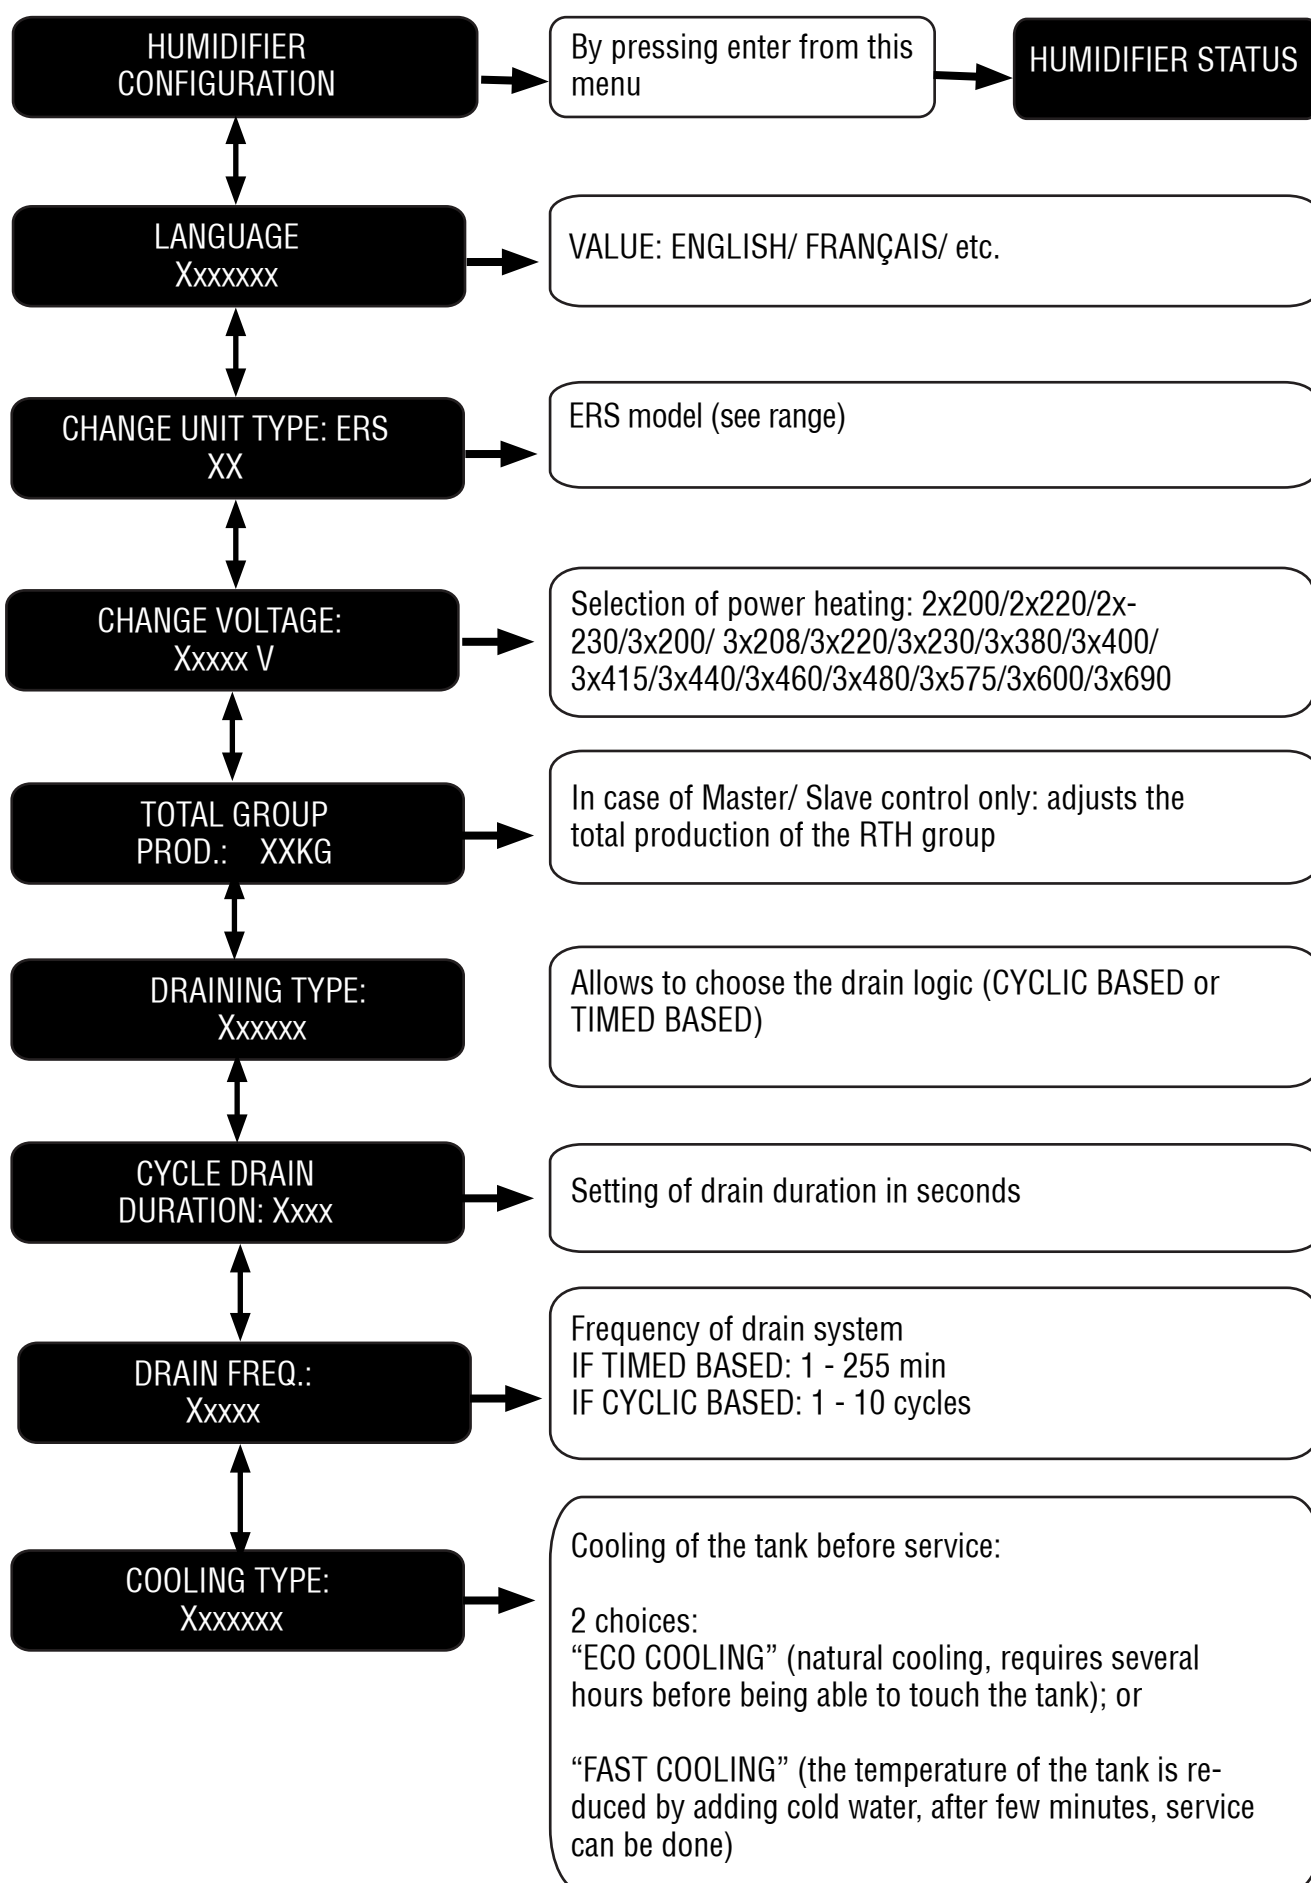 HUMIDIFIER
CONFIGURATION
By pressing enter from this
menu
HUMIDIFIER STATUS
LANGUAGE
Xxxxxxx
VALUE: ENGLISH/ FRANÇAIS/ etc.
CHANGE UNIT TYPE: ERS
XX
ERS model (see range)
CHANGE VOLTAGE:
Xxxxx V
Selection of power heating: 2x200/2x220/2x-
230/3x200/ 3x208/3x220/3x230/3x380/3x400/
3x415/3x440/3x460/3x480/3x575/3x600/3x690
TOTAL GROUP
PROD.: XXKG
In case of Master/ Slave control only: adjusts the
total production of the RTH group
DRAINING TYPE:
Xxxxxx
Allows to choose the drain logic (CYCLIC BASED or
TIMED BASED)
CYCLE DRAIN
DURATION: Xxxx
Setting of drain duration in seconds
DRAIN FREQ.:
Xxxxx
Frequency of drain system
IF TIMED BASED: 1 - 255 min
IF CYCLIC BASED: 1 - 10 cycles
COOLING TYPE:
Xxxxxxx
Cooling of the tank before service:
2 choices:
“ECO COOLING” (natural cooling, requires several
hours before being able to touch the tank); or
“FAST COOLING” (the temperature of the tank is re-
duced by adding cold water, after few minutes, service
can be done)